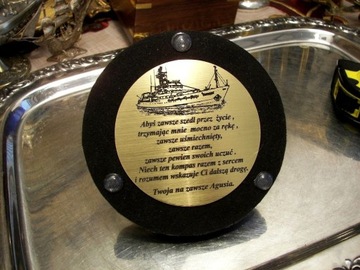 Abyś zawsze szedł przez życie ,
trzymając mnie mocno za rękę ,
zawsze uśmiechnięty,
zawsze razem,
zawsze pewien swoich uczuć .
Niech ten kompas razem z sercem
i rozumem wskazuje Ci dalszą drogę.
Twoja na zawsze Agusia.